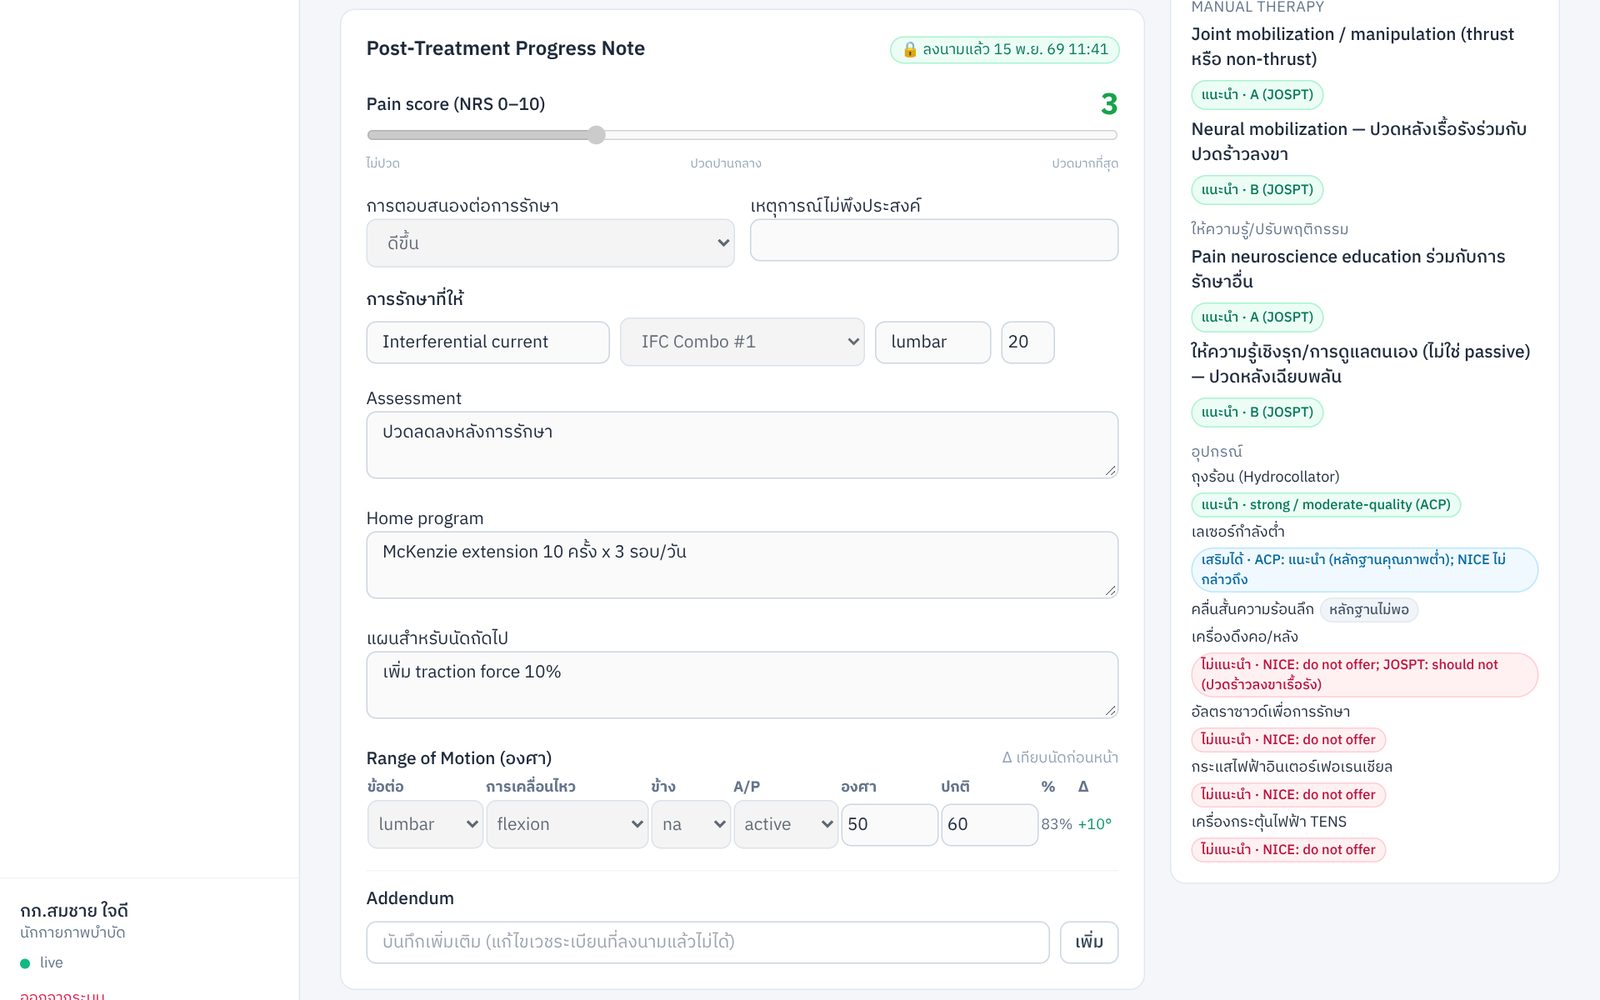 Post-Treatment Progress Note
🔒 ลงนามแล้ว 15 พ.ย. 69 11:41
Pain score (NRS 0–10)
3
ไม่ปวด
ปวดปานกลาง
ปวดมากที่สุด
การตอบสนองต่อการรักษา
เหตุการณ์ไม่พึงประสงค์
ดีขึ้น
การรักษาที่ให้
Interferential current
IFC Combo #1
lumbar
20
Assessment
ปวดลดลงหลังการรักษา
Home program
McKenzie extension 10 ครั้ง x 3 รอบ/วัน
แผนสำหรับนัดถัดไป
เพิ่ม traction force 10%
Range of Motion (องศา)
Δ เทียบนัดก่อนหน้า
ข้อต่อ การเคลื่อนไหว ข้าง A/P องศา ปกติ % Δ
lumbar flexion na active 50 60 83% +10°
Addendum
บันทึกเพิ่มเติม (แก้ไขเวชระเบียนที่ลงนามแล้วไม่ได้)
เพิ่ม
MANUAL THERAPY
Joint mobilization / manipulation (thrust
หรือ non-thrust)
แนะนำ · A (JOSPT)
Neural mobilization — ปวดหลังเรื้อรังร่วมกับ
ปวดร้าวลงขา
แนะนำ · B (JOSPT)
ให้ความรู้/ปรับพฤติกรรม
Pain neuroscience education ร่วมกับการ
รักษาอื่น
แนะนำ · A (JOSPT)
ให้ความรู้เชิงรุก/การดูแลตนเอง (ไม่ใช่ passive)
— ปวดหลังเฉียบพลัน
แนะนำ · B (JOSPT)
อุปกรณ์
ถุงร้อน (Hydrocollator)
แนะนำ · strong / moderate-quality (ACP)
เลเซอร์กำลังต่ำ
เสริมได้ · ACP: แนะนำ (หลักฐานคุณภาพต่ำ); NICE ไม่
กล่าวถึง
คลื่นสั้นความร้อนลึก หลักฐานไม่พอ
เครื่องดึงคอ/หลัง
ไม่แนะนำ · NICE: do not offer; JOSPT: should not
(ปวดร้าวลงขาเรื้อรัง)
อัลตราซาวด์เพื่อการรักษา
ไม่แนะนำ · NICE: do not offer
กระแสไฟฟ้าอินเตอร์เฟอเรนเชียล
ไม่แนะนำ · NICE: do not offer
เครื่องกระตุ้นไฟฟ้า TENS
ไม่แนะนำ · NICE: do not offer
กภ.สมชาย ใจดี
นักกายภาพบำบัด
live
ออกจากระบบ